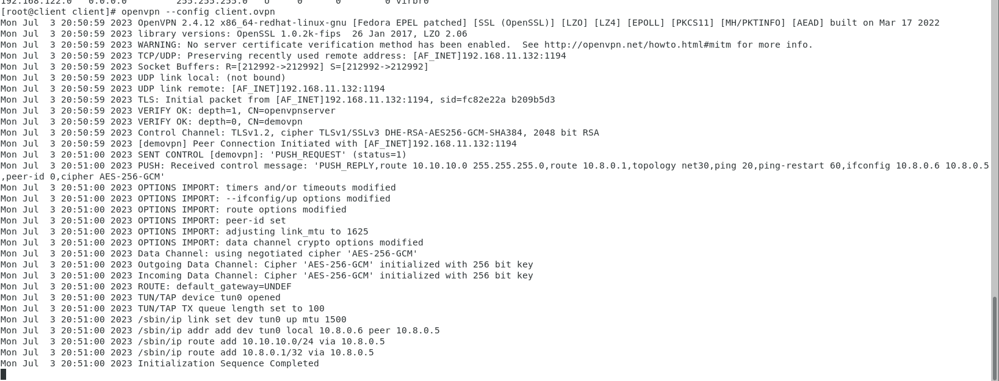 192.168.122.0   0.0.0.0         255.255.255.0   U     0      0        0 virbr0
[root@client client]# openvpn --config client.ovpn
Mon Jul  3 20:50:59 2023 OpenVPN 2.4.12 x86_64-redhat-linux-gnu [Fedora EPEL patched] [SSL (OpenSSL)] [LZO] [LZ4] [EPOLL] [PKCS11] [MH/PKTINFO] [AEAD] built on Mar 17 2022
Mon Jul  3 20:50:59 2023 library versions: OpenSSL 1.0.2k-fips  26 Jan 2017, LZO 2.06
Mon Jul  3 20:50:59 2023 WARNING: No server certificate verification method has been enabled.  See http://openvpn.net/howto.html#mitm for more info.
Mon Jul  3 20:50:59 2023 TCP/UDP: Preserving recently used remote address: [AF_INET]192.168.11.132:1194
Mon Jul  3 20:50:59 2023 Socket Buffers: R=[212992->212992] S=[212992->212992]
Mon Jul  3 20:50:59 2023 UDP link local: (not bound)
Mon Jul  3 20:50:59 2023 UDP link remote: [AF_INET]192.168.11.132:1194
Mon Jul  3 20:50:59 2023 TLS: Initial packet from [AF_INET]192.168.11.132:1194, sid=fc82e22a b209b5d3
Mon Jul  3 20:50:59 2023 VERIFY OK: depth=1, CN=openvpnserver
Mon Jul  3 20:50:59 2023 VERIFY OK: depth=0, CN=demovpn
Mon Jul  3 20:50:59 2023 Control Channel: TLSv1.2, cipher TLSv1/SSLv3 DHE-RSA-AES256-GCM-SHA384, 2048 bit RSA
Mon Jul  3 20:50:59 2023 [demovpn] Peer Connection Initiated with [AF_INET]192.168.11.132:1194
Mon Jul  3 20:51:00 2023 SENT CONTROL [demovpn]: 'PUSH_REQUEST' (status=1)
Mon Jul  3 20:51:00 2023 PUSH: Received control message: 'PUSH_REPLY,route 10.10.10.0 255.255.255.0,route 10.8.0.1,topology net30,ping 20,ping-restart 60,ifconfig 10.8.0.6 10.8.0.5
,peer-id 0,cipher AES-256-GCM'
Mon Jul  3 20:51:00 2023 OPTIONS IMPORT: timers and/or timeouts modified
Mon Jul  3 20:51:00 2023 OPTIONS IMPORT: --ifconfig/up options modified
Mon Jul  3 20:51:00 2023 OPTIONS IMPORT: route options modified
Mon Jul  3 20:51:00 2023 OPTIONS IMPORT: peer-id set
Mon Jul  3 20:51:00 2023 OPTIONS IMPORT: adjusting link_mtu to 1625
Mon Jul  3 20:51:00 2023 OPTIONS IMPORT: data channel crypto options modified
Mon Jul  3 20:51:00 2023 Data Channel: using negotiated cipher 'AES-256-GCM'
Mon Jul  3 20:51:00 2023 Outgoing Data Channel: Cipher 'AES-256-GCM' initialized with 256 bit key
Mon Jul  3 20:51:00 2023 Incoming Data Channel: Cipher 'AES-256-GCM' initialized with 256 bit key
Mon Jul  3 20:51:00 2023 ROUTE: default_gateway=UNDEF
Mon Jul  3 20:51:00 2023 TUN/TAP device tun0 opened
Mon Jul  3 20:51:00 2023 TUN/TAP TX queue length set to 100
Mon Jul  3 20:51:00 2023 /sbin/ip link set dev tun0 up mtu 1500
Mon Jul  3 20:51:00 2023 /sbin/ip addr add dev tun0 local 10.8.0.6 peer 10.8.0.5
Mon Jul  3 20:51:00 2023 /sbin/ip route add 10.10.10.0/24 via 10.8.0.5
Mon Jul  3 20:51:00 2023 /sbin/ip route add 10.8.0.1/32 via 10.8.0.5
Mon Jul  3 20:51:00 2023 Initialization Sequence Completed